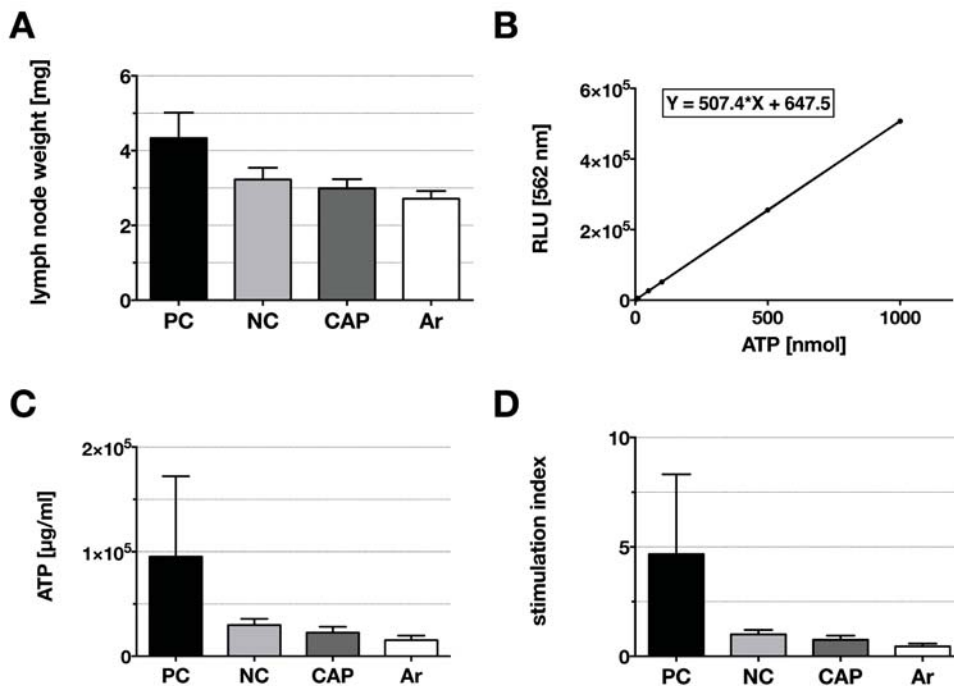 A
lymph node weight [mg]
6
4
2
0
PC NC CAP Ar
B
Y = 507.4*X + 647.5
RLU [562 nm]
6×10⁵
4×10⁵
2×10⁵
0
0 500 1000
ATP [nmol]
C
ATP [µg/ml]
2×10⁵
1×10⁵
0
PC NC CAP Ar
D
stimulation index
10
5
0
PC NC CAP Ar